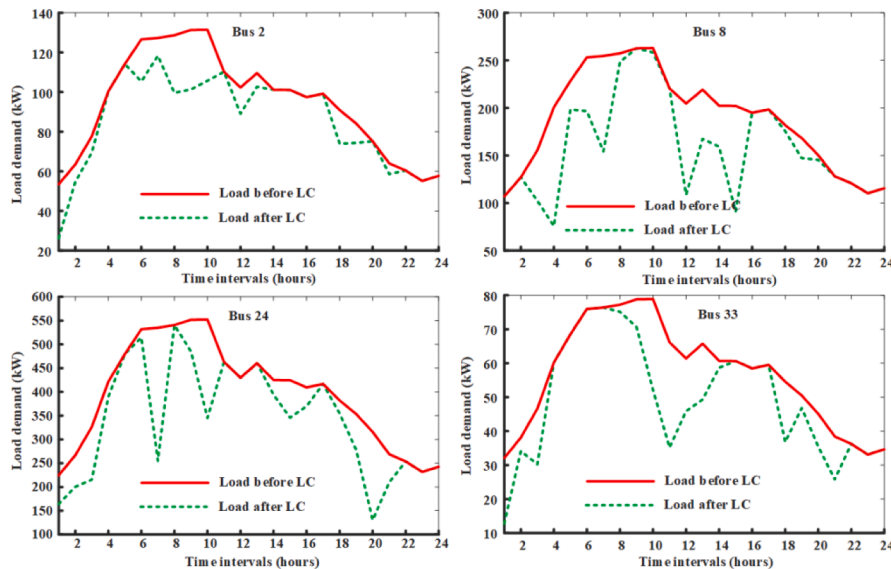 Bus 2
Load demand (kW)
140
120
100
80
60
40
20
Load before LC
Load after LC
2 4 6 8 10 12 14 16 18 20 22 24
Time intervals (hours)
Bus 8
Load demand (kW)
300
250
200
150
100
50
Load before LC
Load after LC
2 4 6 8 10 12 14 16 18 20 22 24
Time intervals (hours)
Bus 24
Load demand (kW)
600
550
500
450
400
350
300
250
200
150
100
Load before LC
Load after LC
2 4 6 8 10 12 14 16 18 20 22 24
Time intervals (hours)
Bus 33
Load demand (kW)
80
70
60
50
40
30
20
10
Load before LC
Load after LC
2 4 6 8 10 12 14 16 18 20 22 24
Time intervals (hours)